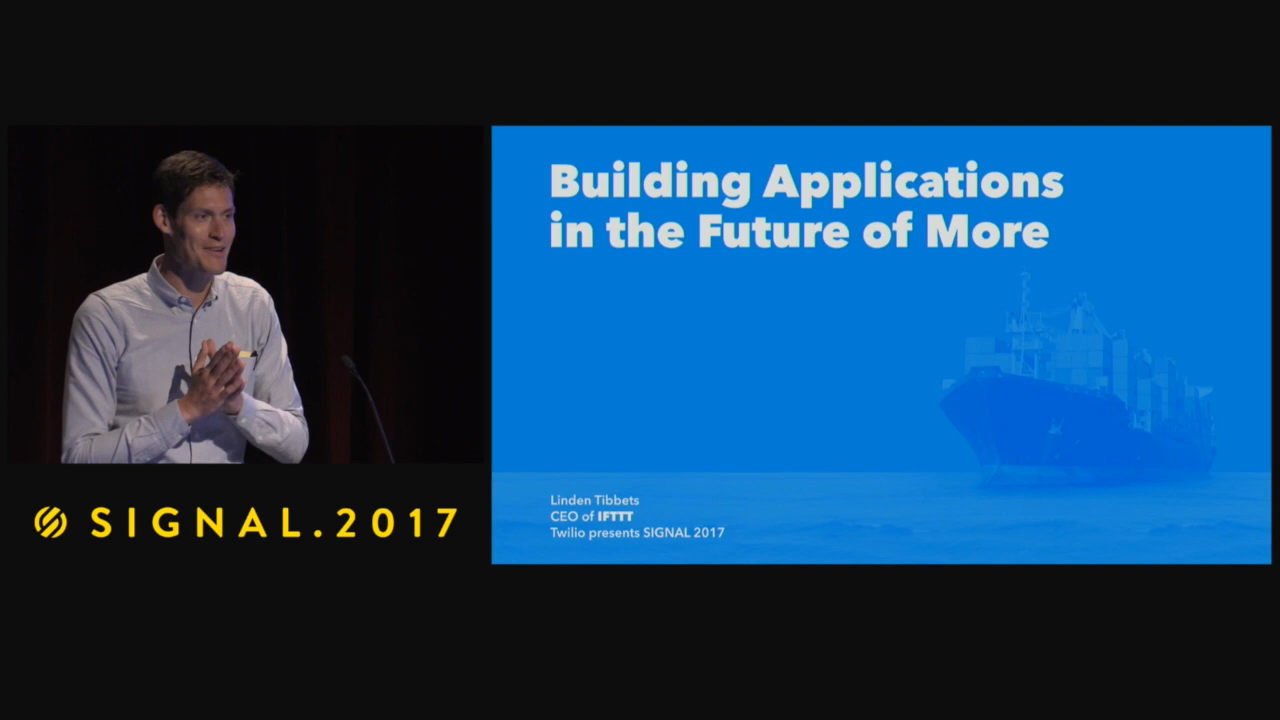 Building Applications
in the Future of More
Linden Tibbets
CEO of IFTTT
Twilio presents SIGNAL 2017
SIGNAL.2017